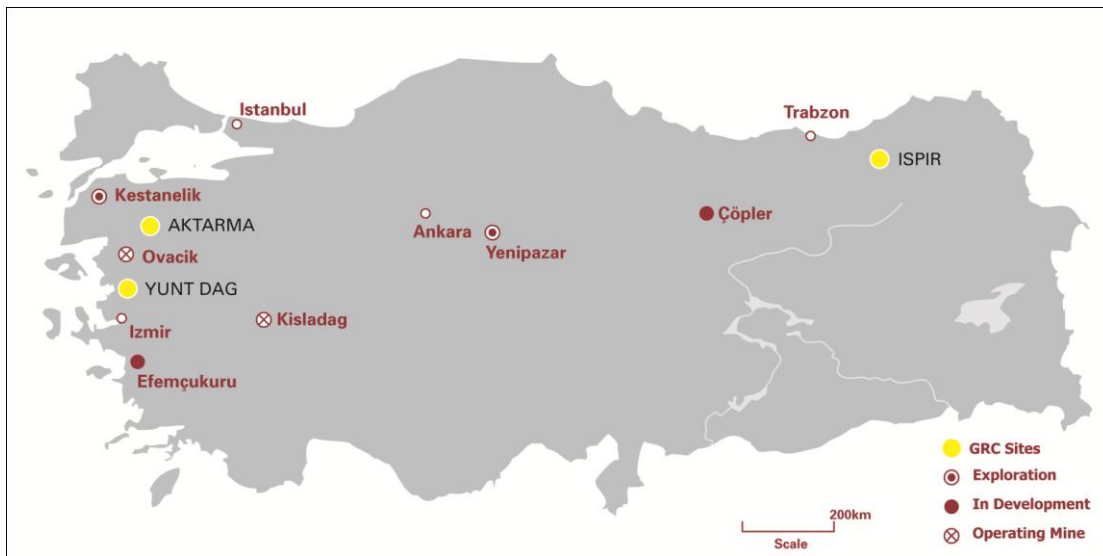 Istanbul
Trabzon
ISPIR
Kestanelik
AKTARMA
Çöpler
Ankara
Ovacik
Yenipazar
YUNT DAG
Izmir
Kisladag
Efemçukuru
GRC Sites
Exploration
In Development
Operating Mine
200km
Scale